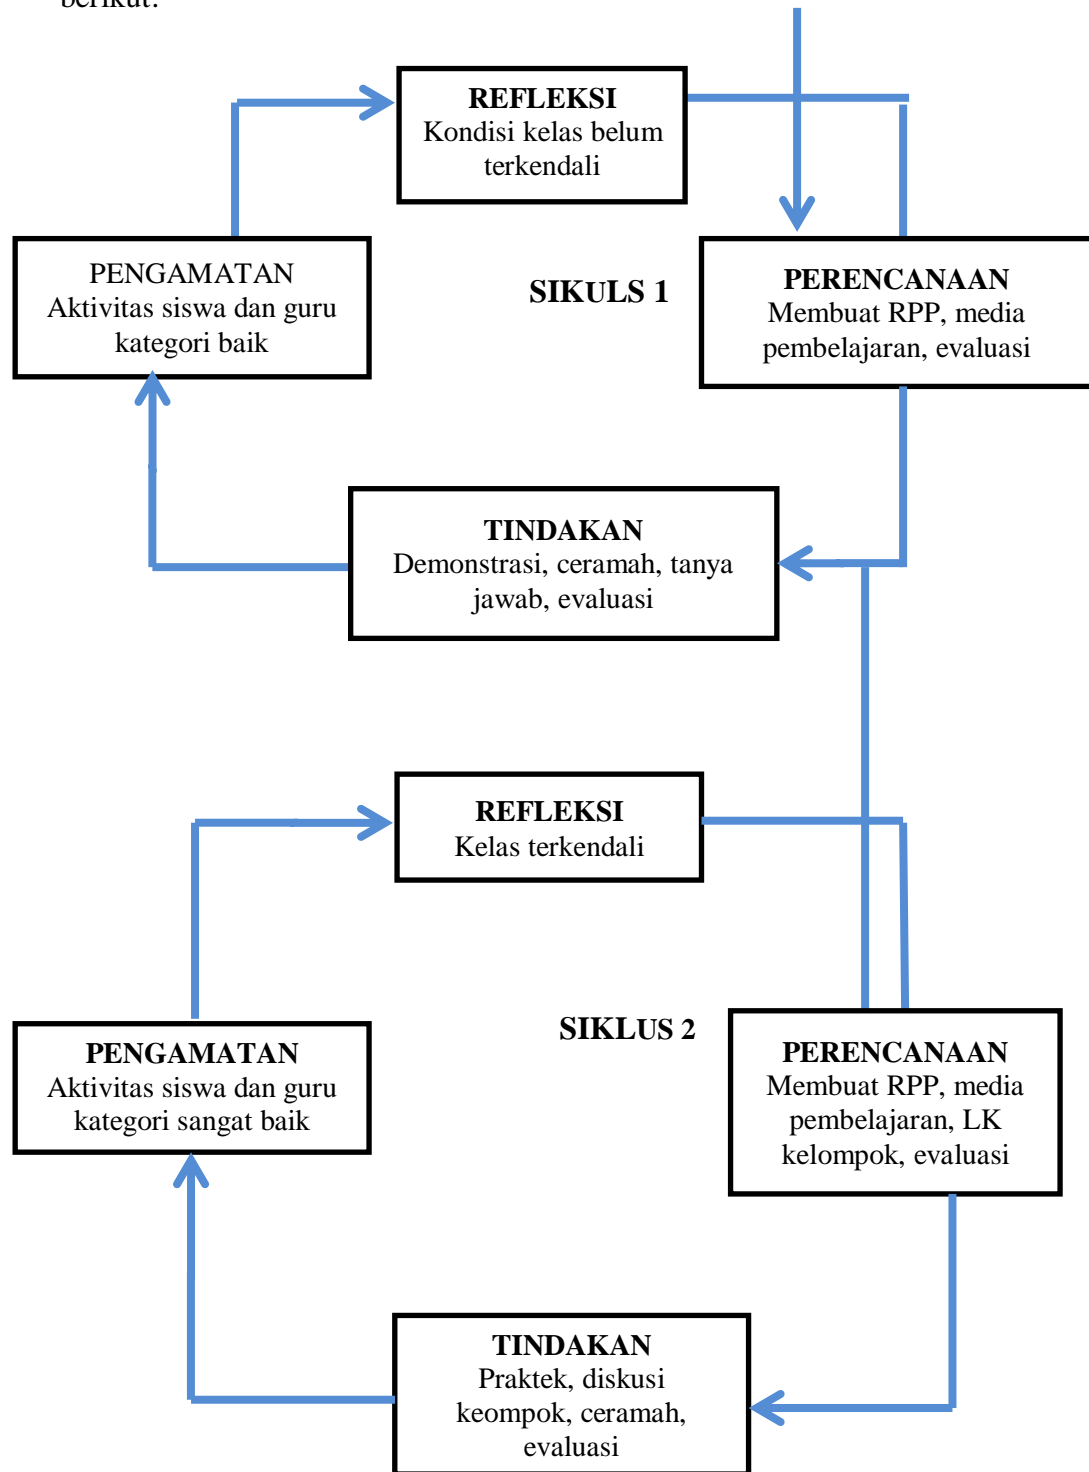 berikut:
REFLEKSI
Kondisi kelas belum
terkendali
PENGAMATAN
Aktivitas siswa dan guru
kategori baik
SIKULS 1
PERENCANAAN
Membuat RPP, media
pembelajaran, evaluasi
TINDAKAN
Demonstrasi, ceramah, tanya
jawab, evaluasi
REFLEKSI
Kelas terkendali
PENGAMATAN
Aktivitas siswa dan guru
kategori sangat baik
SIKLUS 2
PERENCANAAN
Membuat RPP, media
pembelajaran, LK
kelompok, evaluasi
TINDAKAN
Praktek, diskusi
keompok, ceramah,
evaluasi